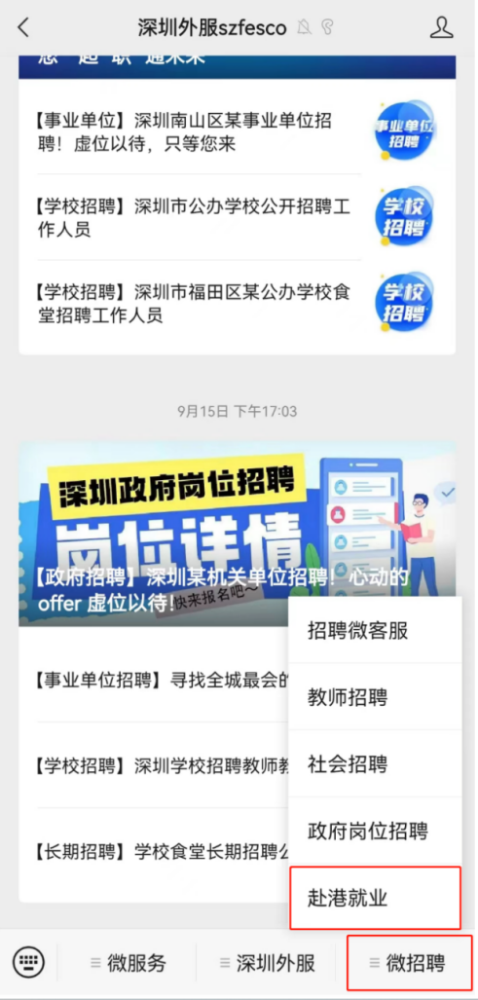 深圳外服szfesco
【事业单位】深圳南山区某事业单位招
聘！虚位以待，只等您来
事业单位
招聘
【学校招聘】深圳市公办学校公开招聘工
作人员
学校
招聘
【学校招聘】深圳市福田区某公办学校食
堂招聘工作人员
学校
招聘
9月15日 下午17:03
深圳政府岗位招聘
岗位详情
快来报名吧~
【政府招聘】深圳某机关单位招聘！心动的
offer 虚位以待！
【事业单位招聘】寻找全城最会的
【学校招聘】深圳学校招聘教师教
【长期招聘】学校食堂长期招聘公
招聘微客服
教师招聘
社会招聘
政府岗位招聘
赴港就业
微服务
深圳外服
微招聘